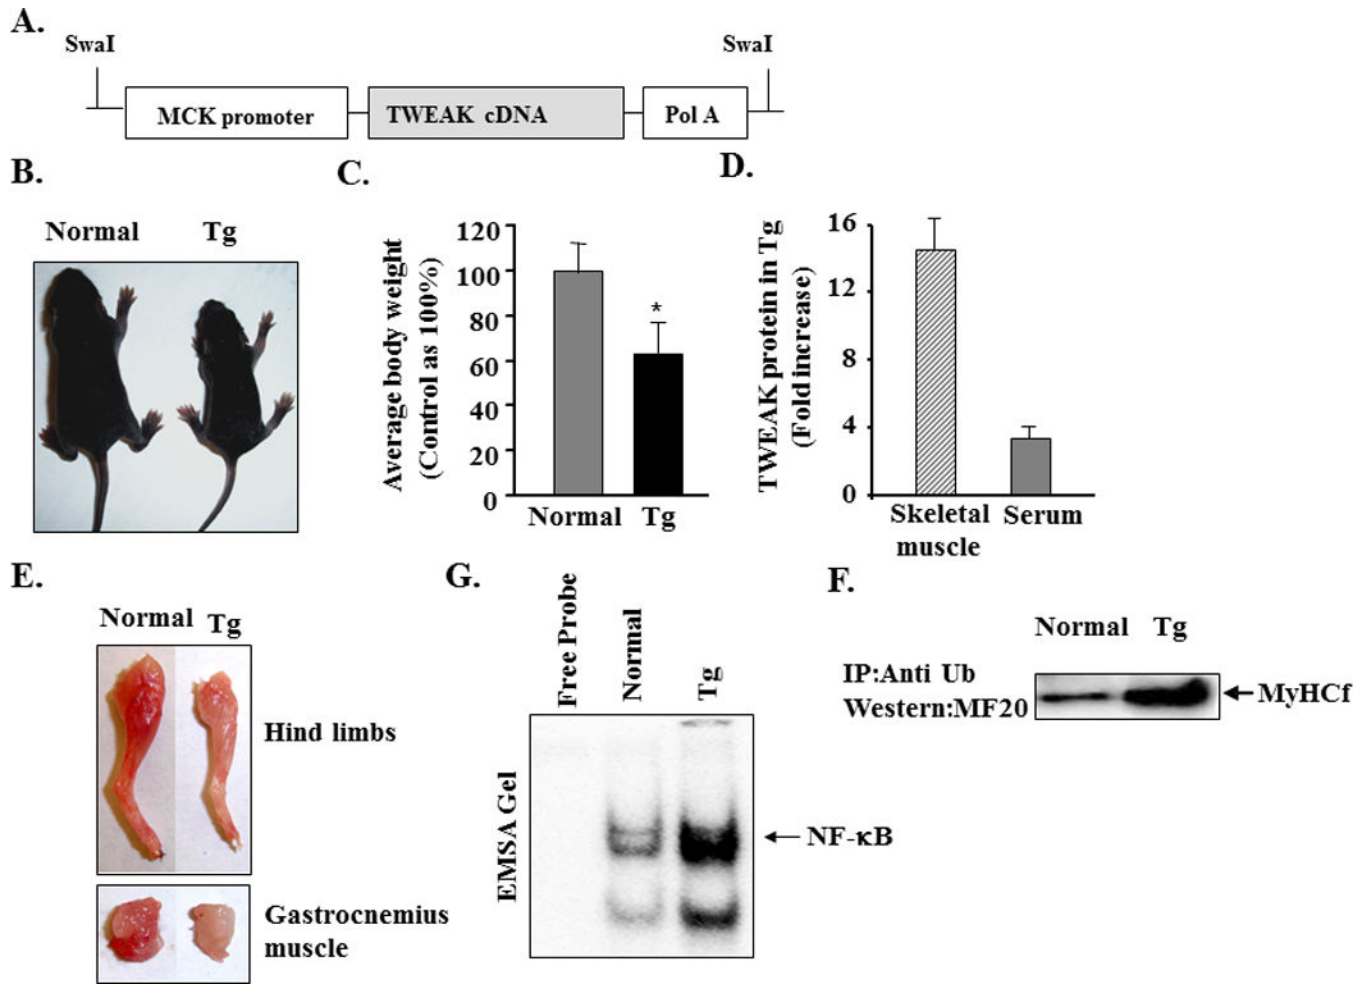 A.
SwaI
SwaI
MCK promoter
TWEAK cDNA
Pol A
B.
Normal
Tg
C.
Average body weight
(Control as 100%)
120
100
80
60
40
20
0
*
Normal
Tg
D.
TWEAK protein in Tg
(Fold increase)
16
12
8
4
0
Skeletal
muscle
Serum
E.
Normal
Tg
Hind limbs
Gastrocnemius
muscle
G.
Free Probe
Normal
Tg
EMSA Gel
NF-κB
F.
Normal
Tg
IP:Anti Ub
Western:MF20
MyHCf